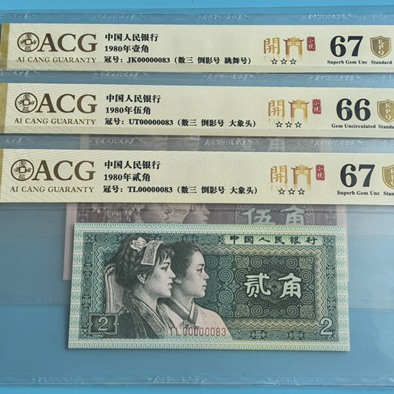 ACG
AI CANG GUARANTY
中国人民银行
1980年壹角
冠号：JK00000083（数三 倒影号 跳舞号）
開門
小號
☆☆☆
67
Superb Gem Unc Standard
ACG
AI CANG GUARANTY
中国人民银行
1980年伍角
冠号：UT00000083（数三 倒影号 大象头）
開門
☆☆☆
66
Gem Uncirculated Standard
ACG
AI CANG GUARANTY
中国人民银行
1980年贰角
冠号：TL00000083（数三 倒影号 大象头）
開門
☆☆☆
67
Superb Gem Unc Standard
伍角
中国人民银行
贰角
2
TL00000083
2